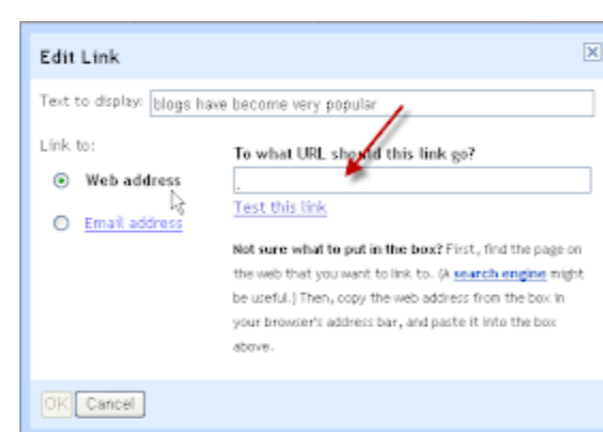 Edit Link
Text to display: blogs have become very popular
Link to:
To what URL should this link go?
Web address
Test this link
Email address
Not sure what to put in the box? First, find the page on
the web that you want to link to. (A search engine might
be useful.) Then, copy the web address from the box in
your browser's address bar, and paste it into the box
above.
OK Cancel